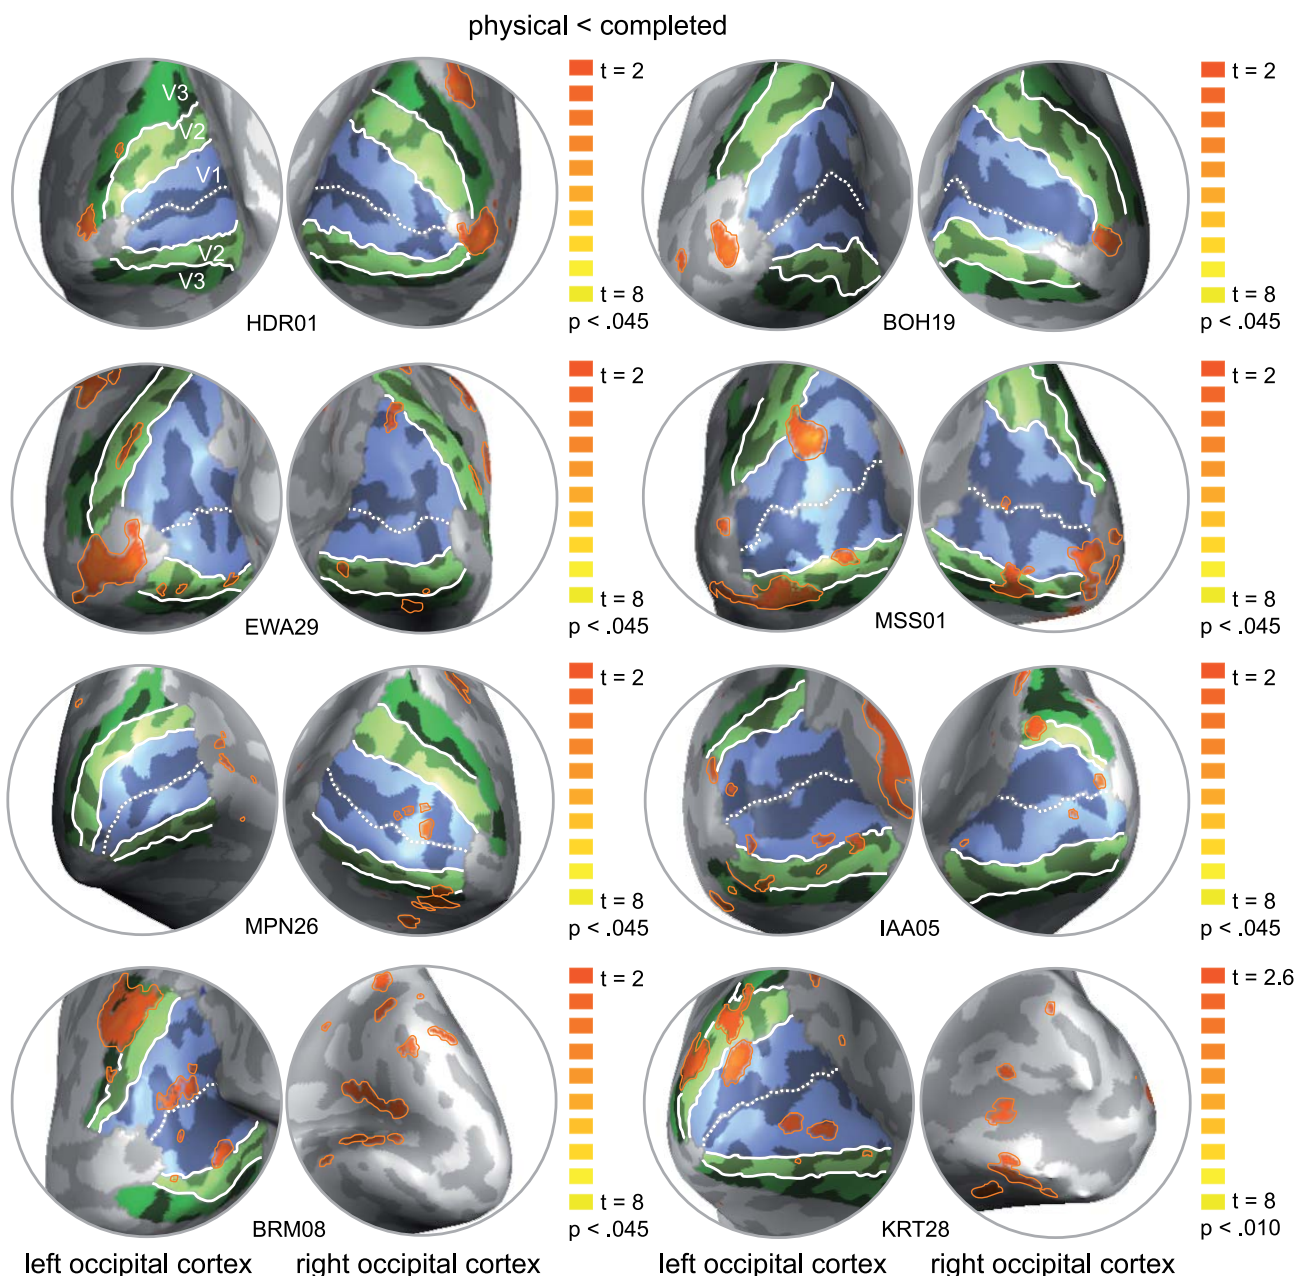 physical < completed
V3
V2
V1
V2
V3
t = 2
t = 8
p < .045
HDR01
t = 2
t = 8
p < .045
BOH19
t = 2
t = 8
p < .045
EWA29
t = 2
t = 8
p < .045
MSS01
t = 2
t = 8
p < .045
MPN26
t = 2
t = 8
p < .045
IAA05
t = 2
t = 8
p < .045
BRM08
t = 2.6
t = 8
p < .010
KRT28
left occipital cortex
right occipital cortex
left occipital cortex
right occipital cortex